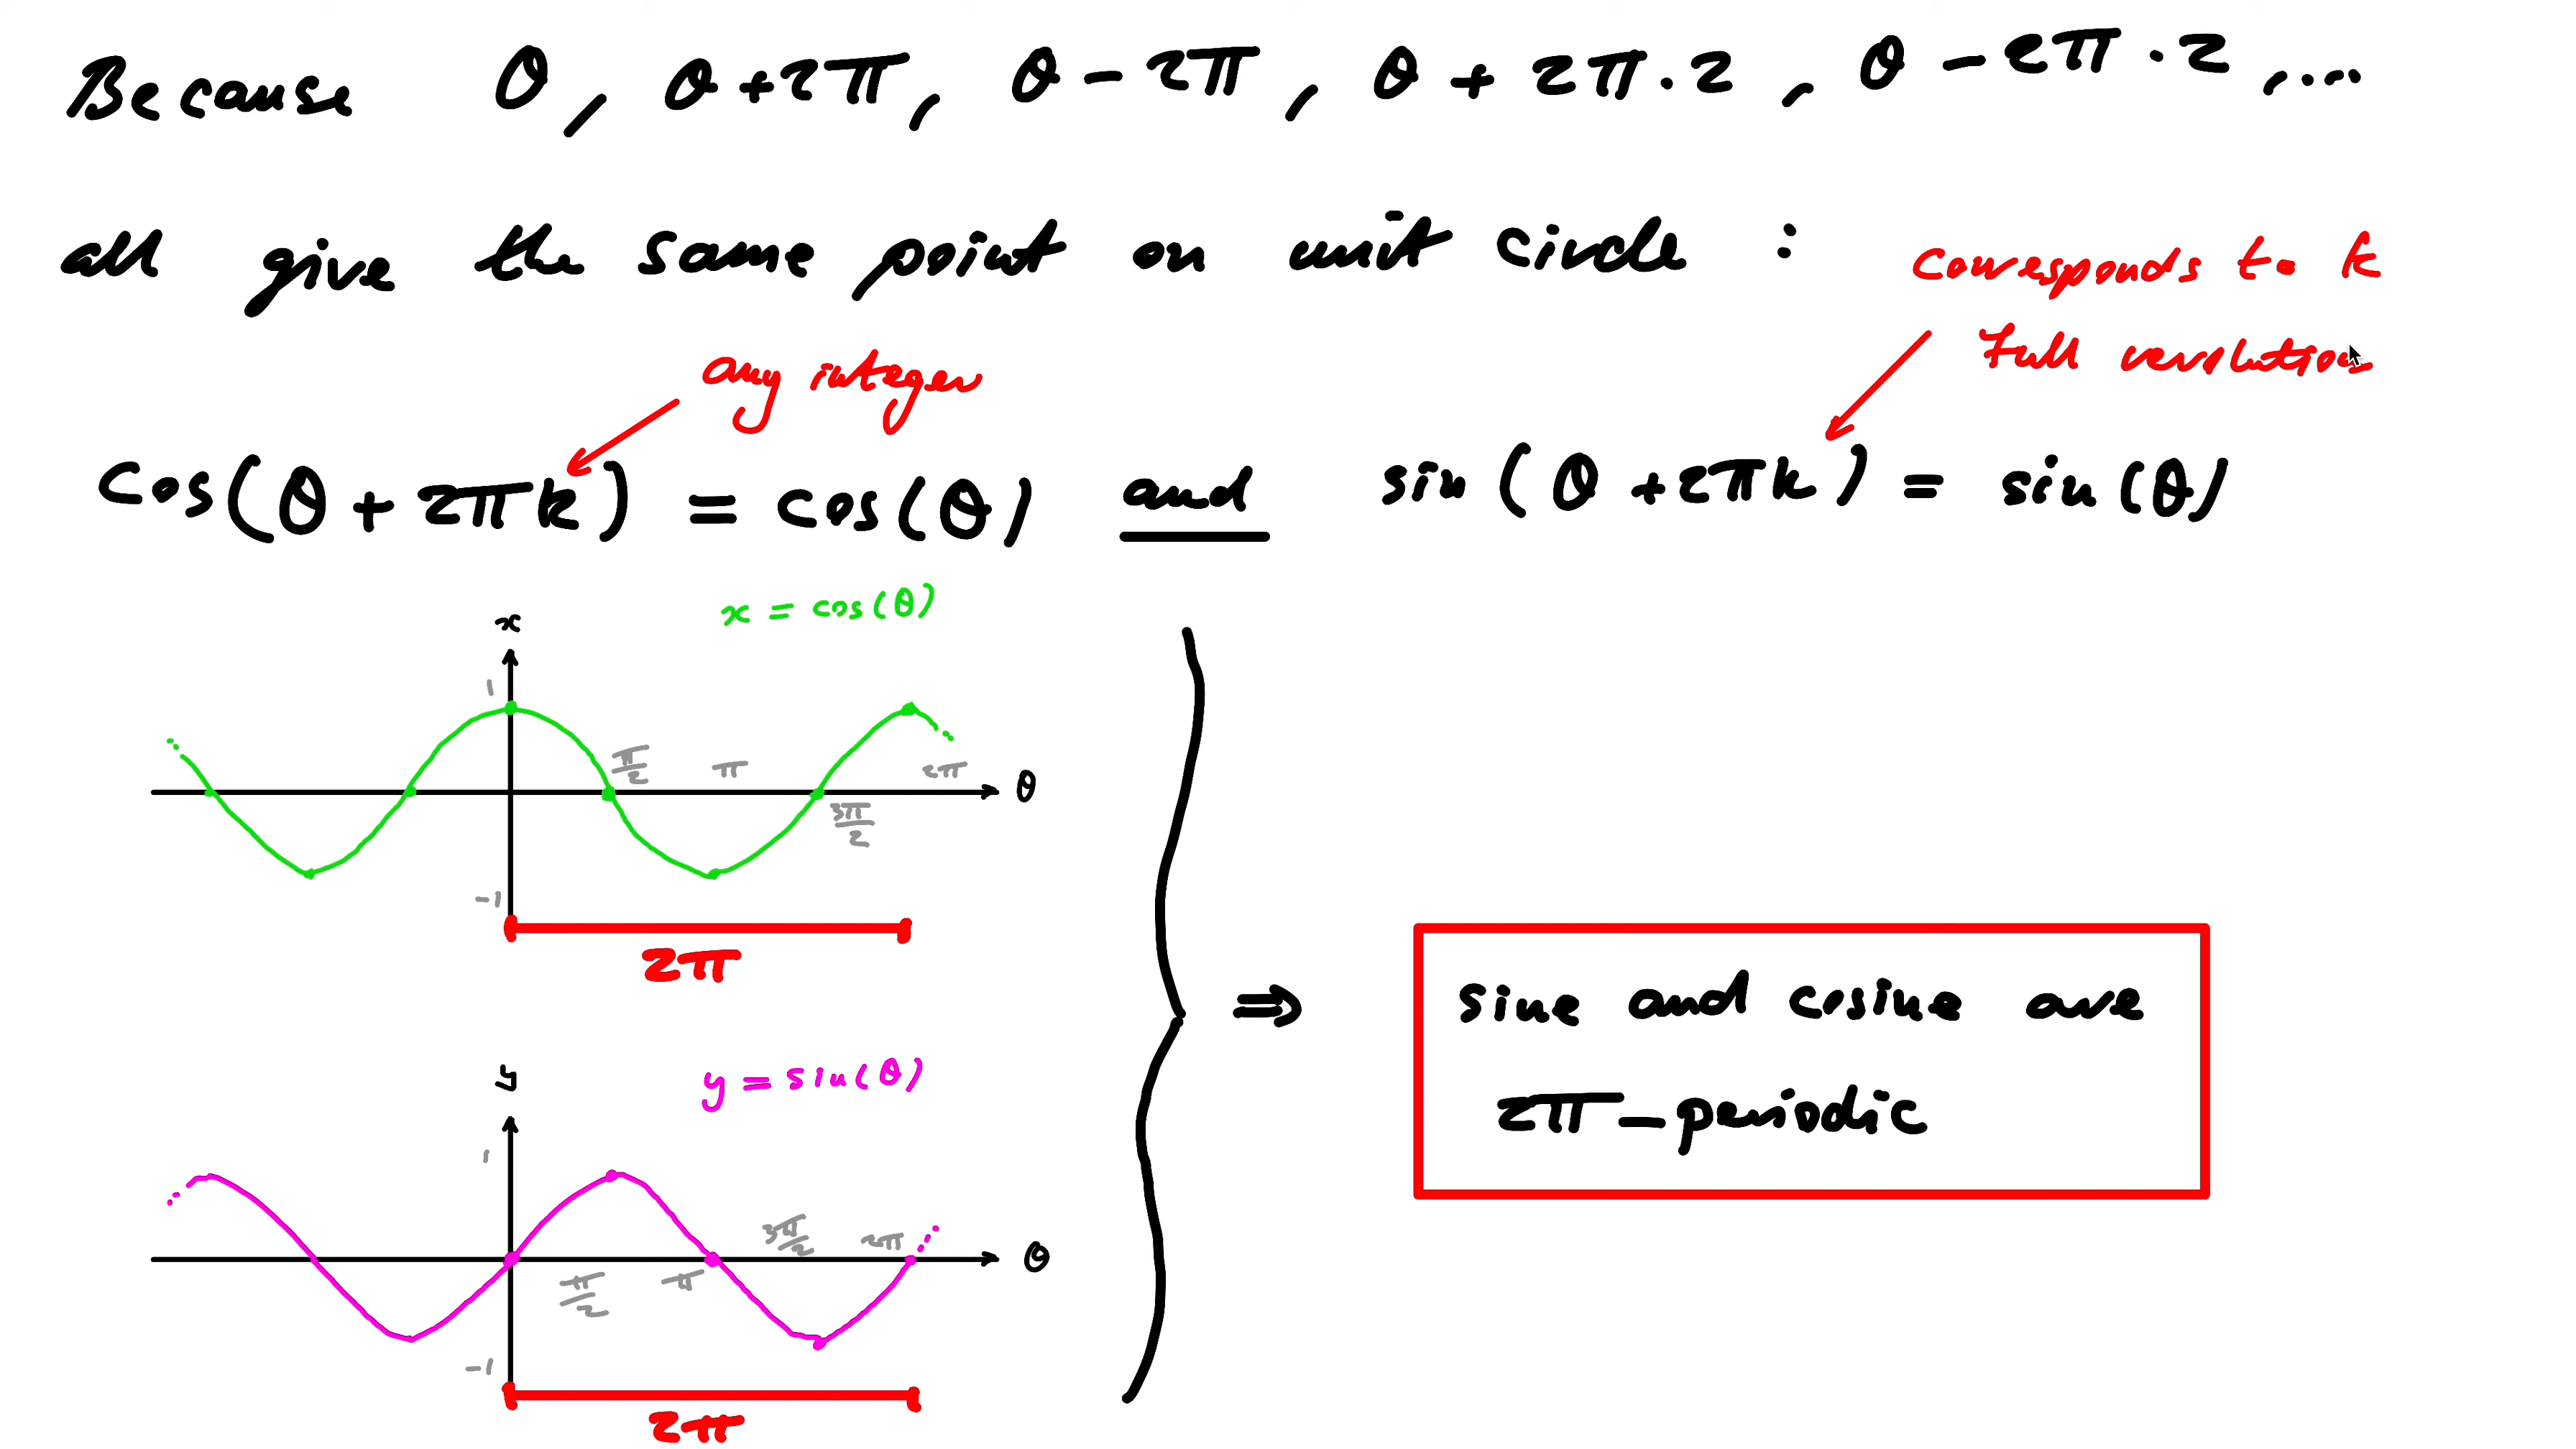 Because θ, θ+2π, θ-2π, θ+2π·2, θ-2π·2, ...
all give the same point on unit circle :
corresponds to k
full revolutions
any integer
cos(θ+2πk) = cos(θ) and sin(θ+2πk) = sin(θ)
x = cos(θ)
x
1
π/2
π
2π
θ
3π/2
-1
2π
⇒
sine and cosine are
2π-periodic
y = sin(θ)
y
1
3π/2
2π
θ
π/2
π
-1
2π